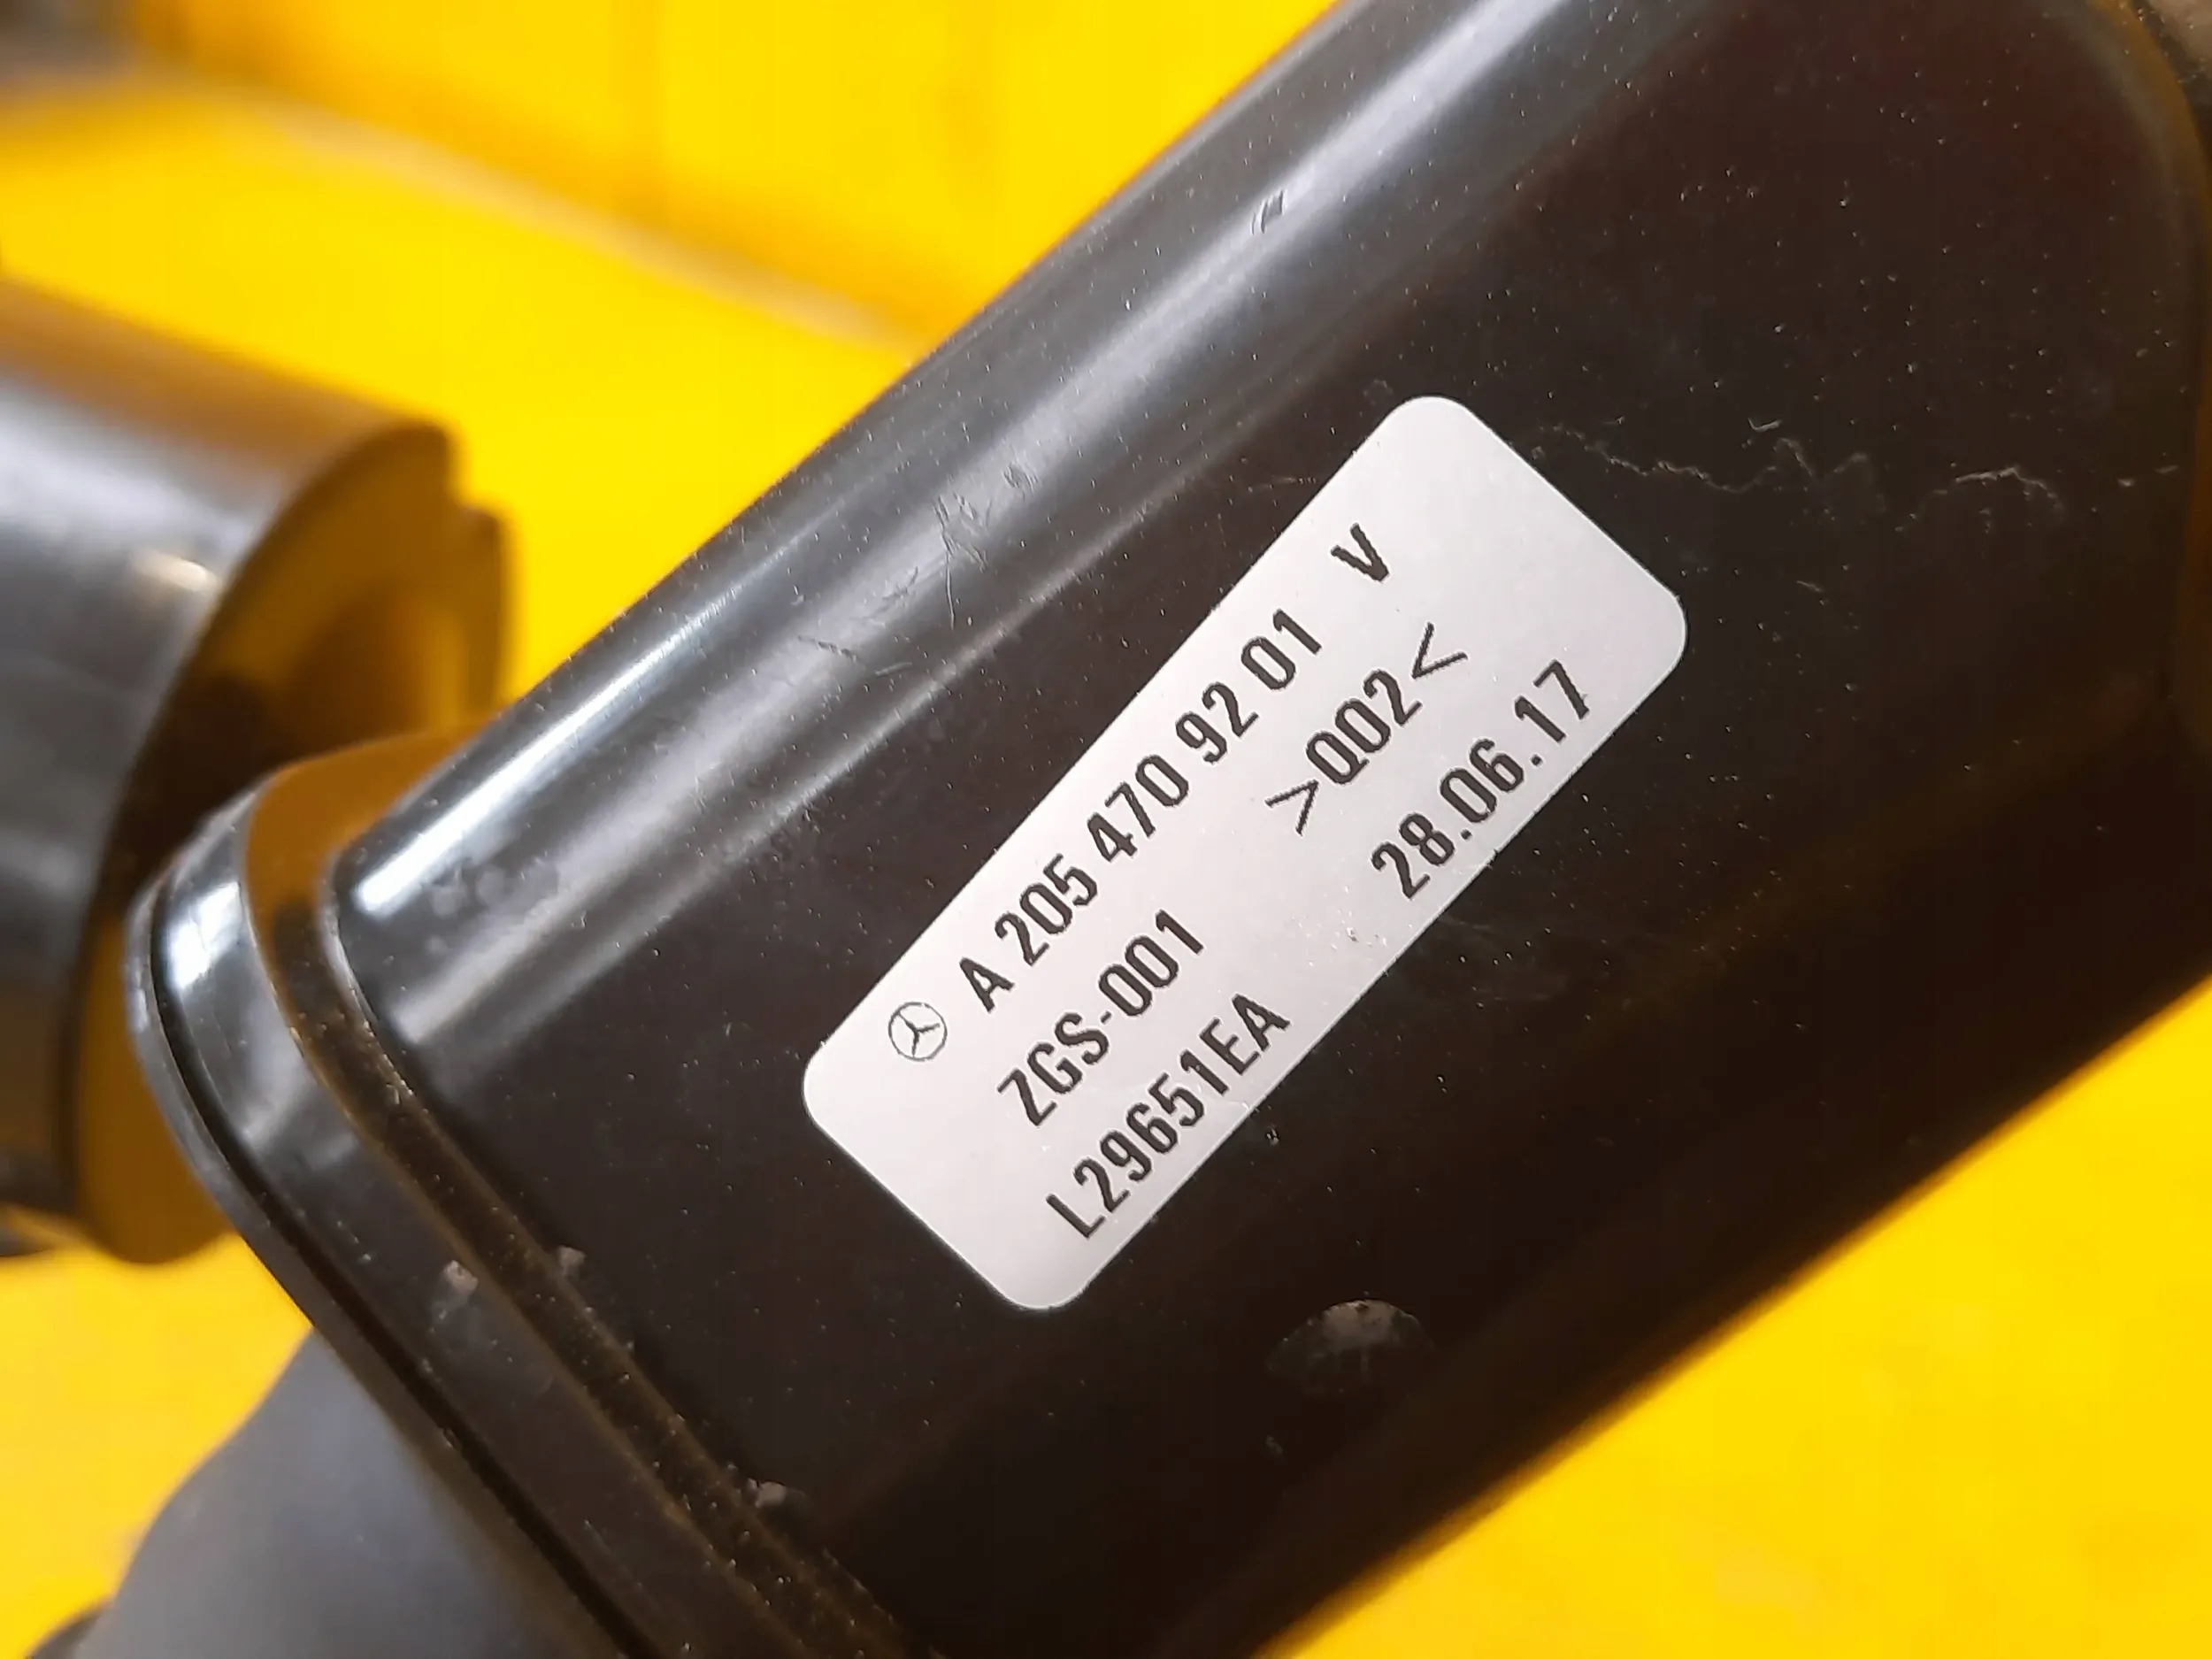 A 205 470 92 01 V
ZGS-001 >Q02<
L29651EA 28.06.17